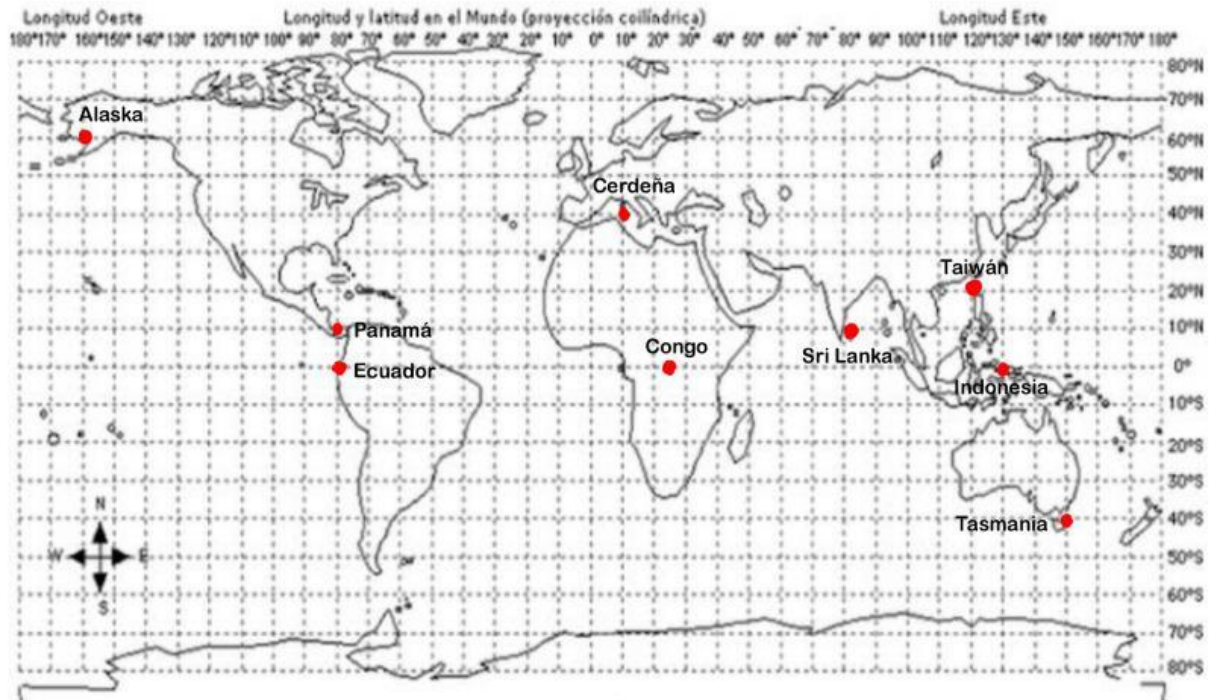 Longitud Oeste Longitud y latitud en el Mundo (proyección coilíndrica) Longitud Este
180°170° 160° 150° 140° 130° 120°110° 100° 90° 80° 70° 60° 50° 40° 30° 20° 10° 0° 10° 20° 30° 40° 50° 60° 70° 80° 90° 100° 110° 120° 130° 140° 150° 160° 170° 180°
80°N
70°N
Alaska
60°N
50°N
Cerdeña
40°N
30°N
Taiwán
20°N
Panamá
10°N
Congo
Sri Lanka
Ecuador
0°
Indonesia
10°S
20°S
30°S
N
Tasmania
40°S
W E
50°S
S
60°S
70°S
80°S